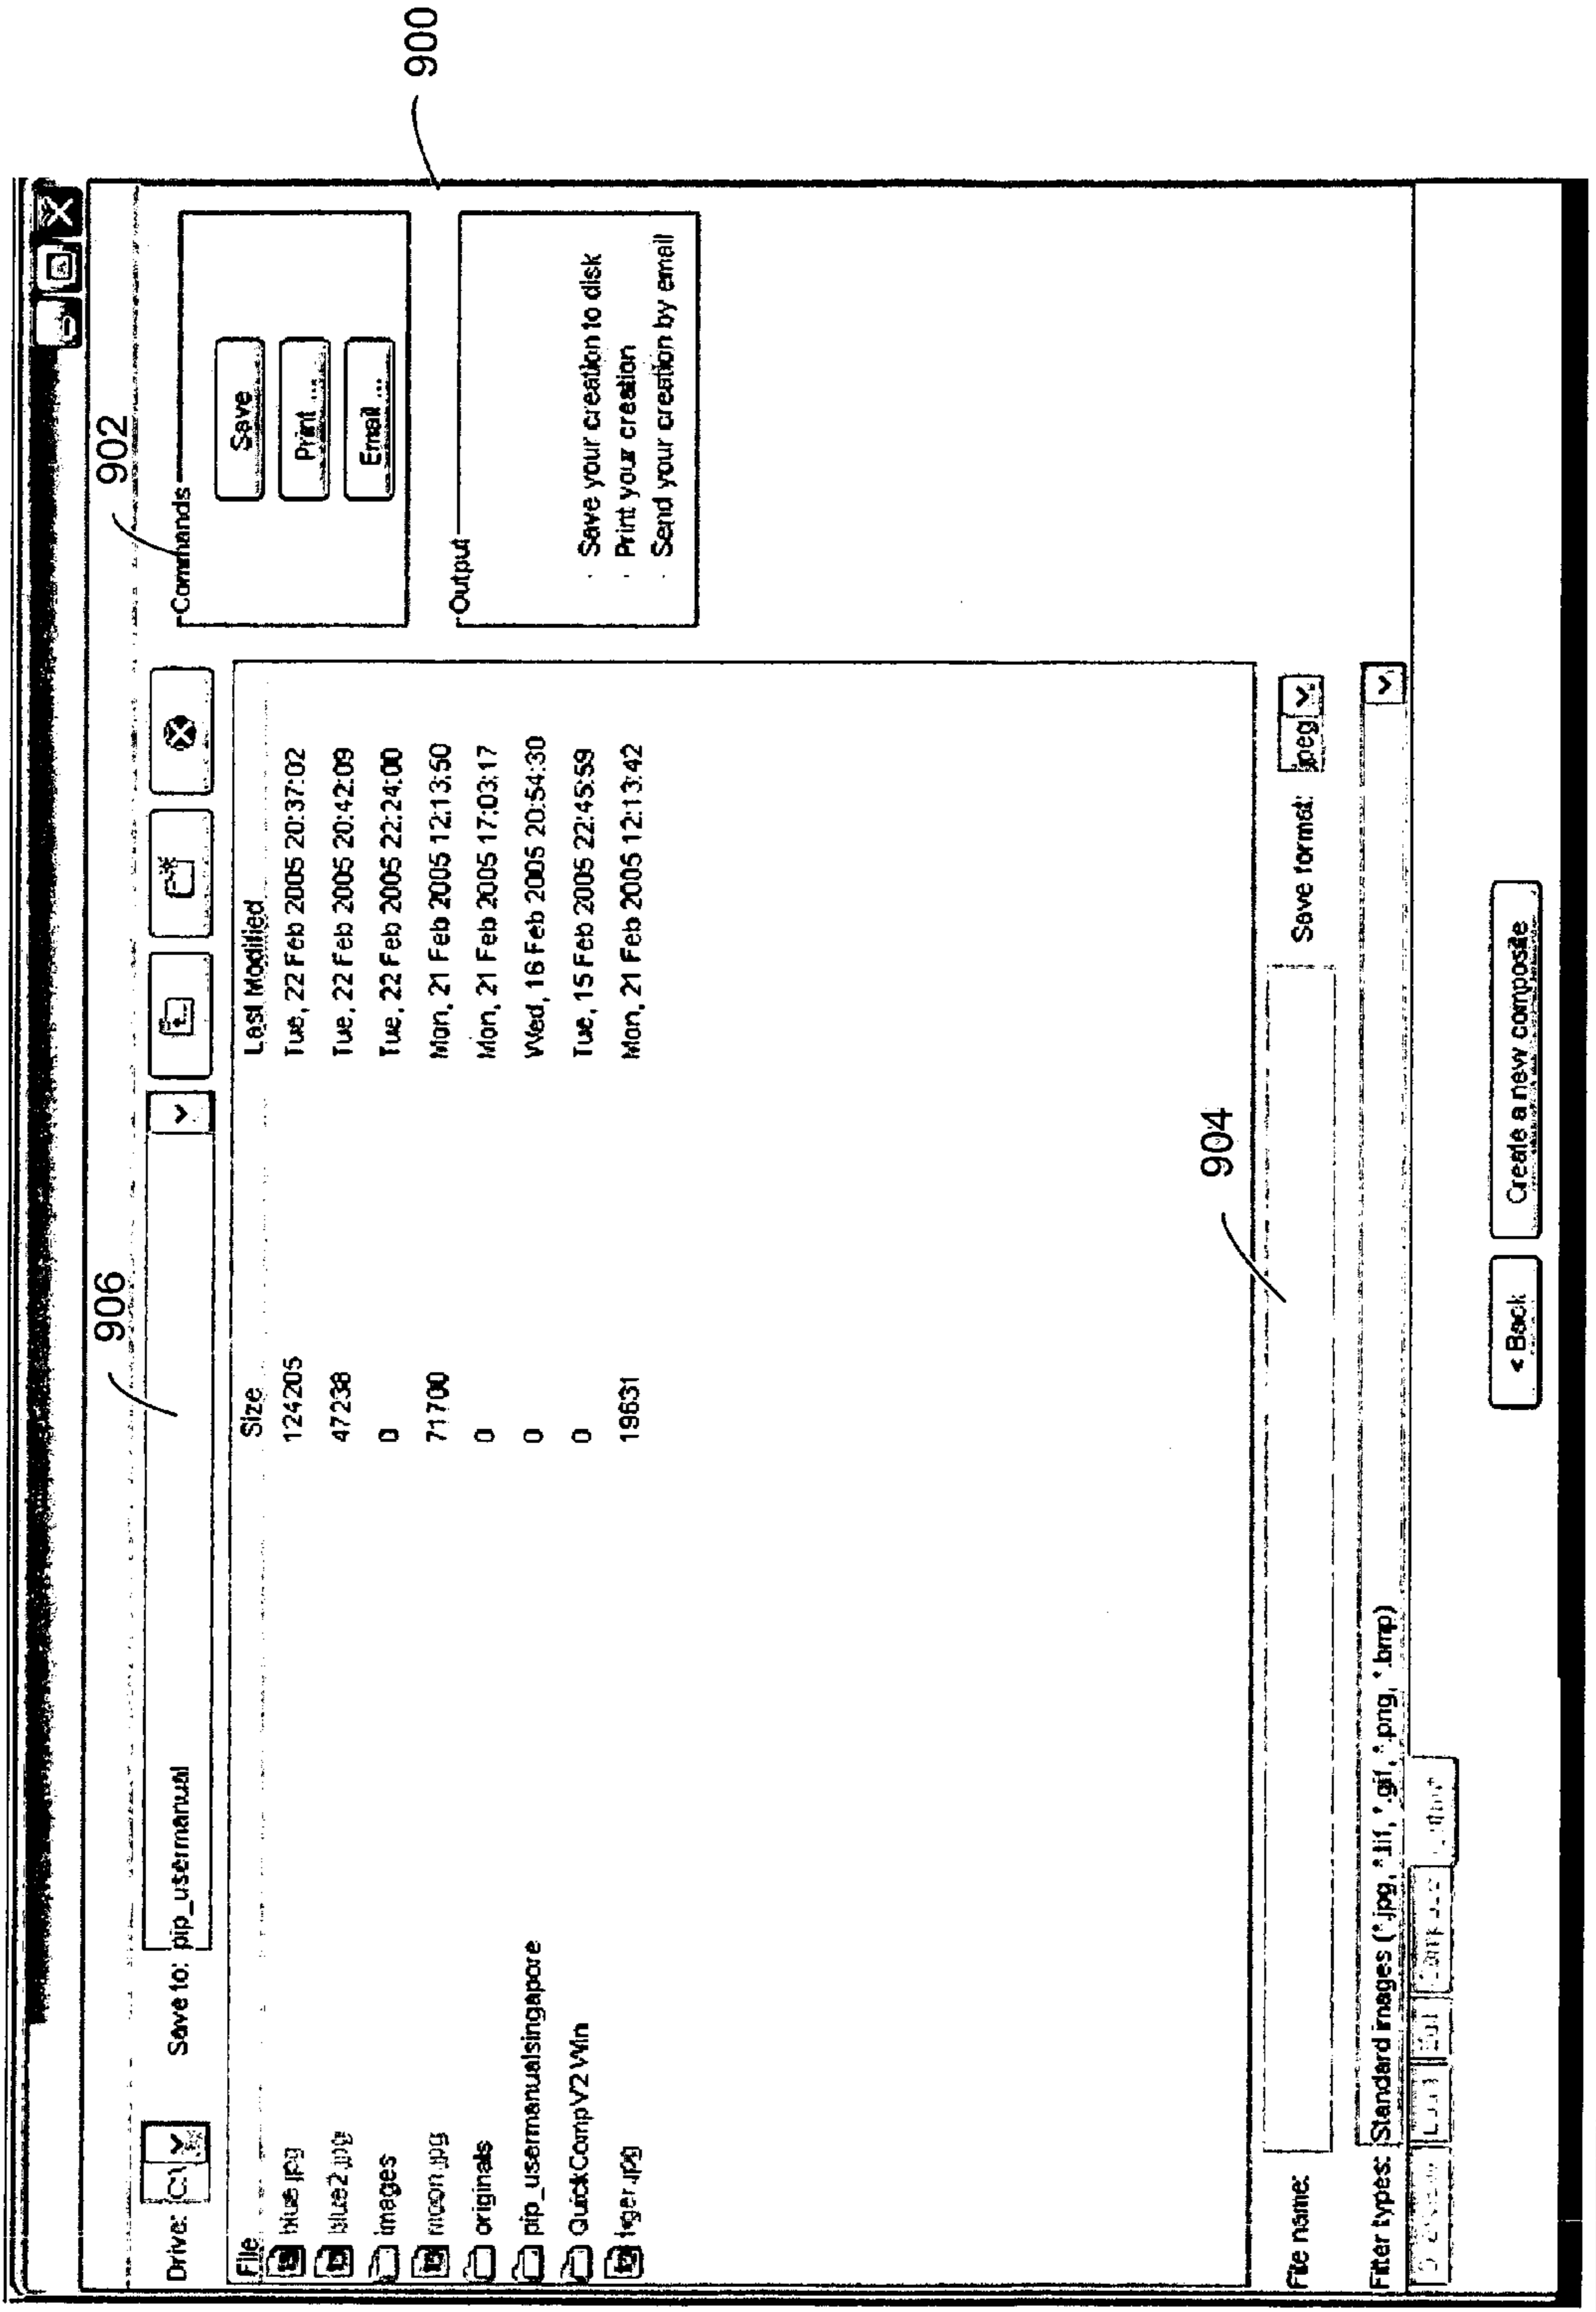 900
902
906
Drive: C:\ Save to: pip_usermanual
Commands
Save
Print ...
Email ...
Output
· Save your creation to disk
· Print your creation
· Send your creation by email
File Size Last Modified
blue.jpg 124205 Tue, 22 Feb 2005 20:37:02
blue2.jpg 47238 Tue, 22 Feb 2005 20:42:09
images 0 Tue, 22 Feb 2005 22:24:00
moon.jpg 71700 Mon, 21 Feb 2005 12:13:50
originals 0 Mon, 21 Feb 2005 17:03:17
pip_usermanualsingapore 0 Wed, 16 Feb 2005 20:54:30
QuickCompV2 Win 0 Tue, 15 Feb 2005 22:45:59
tiger.jpg 19631 Mon, 21 Feb 2005 12:13:42
904
File name: Save format: jpeg
Filter types: Standard images (*.jpg, *.tif, *.gif, *.png, *.bmp)
< Back Create a new composite